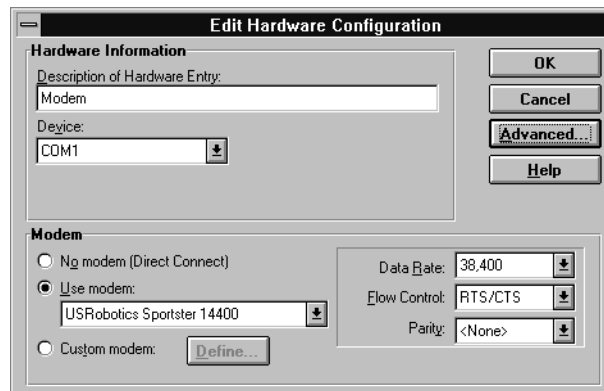 Edit Hardware Configuration
Hardware Information
Description of Hardware Entry:
Modem
Device:
COM1
OK
Cancel
Advanced...
Help
Modem
No modem (Direct Connect)
Use modem:
USRobotics Sportster 14400
Custom modem: Define...
Data Rate: 38,400
Flow Control: RTS/CTS
Parity: <None>